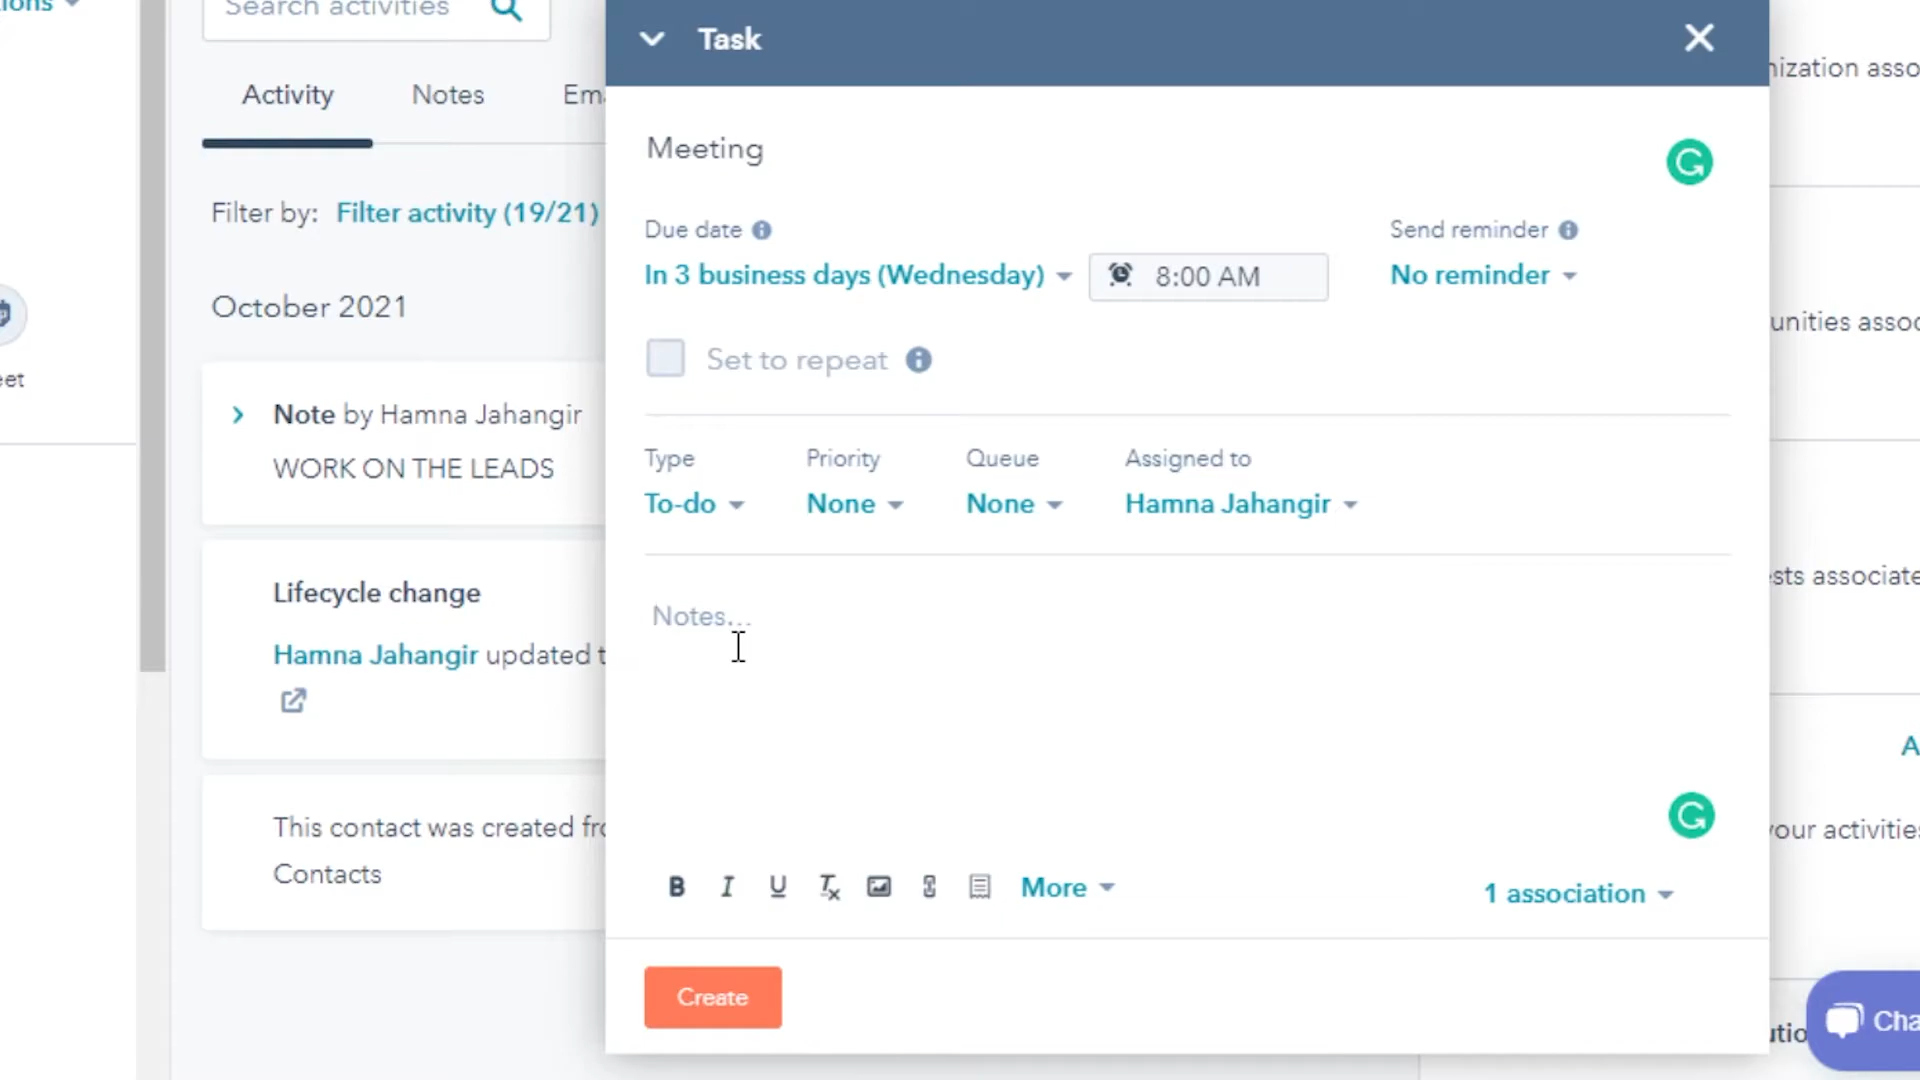 Search activities
Activity
Notes
Filter by: Filter activity (19/21)
October 2021
Note by Hamna Jahangir
WORK ON THE LEADS
Lifecycle change
Hamna Jahangir updated
This contact was created
Contacts
Task
Meeting
Due date
Send reminder
In 3 business days (Wednesday)
8:00 AM
No reminder
Set to repeat
Type
Priority
Queue
Assigned to
To-do
None
None
Hamna Jahangir
Notes...
B I U Tx
More
1 association
Create
your activities